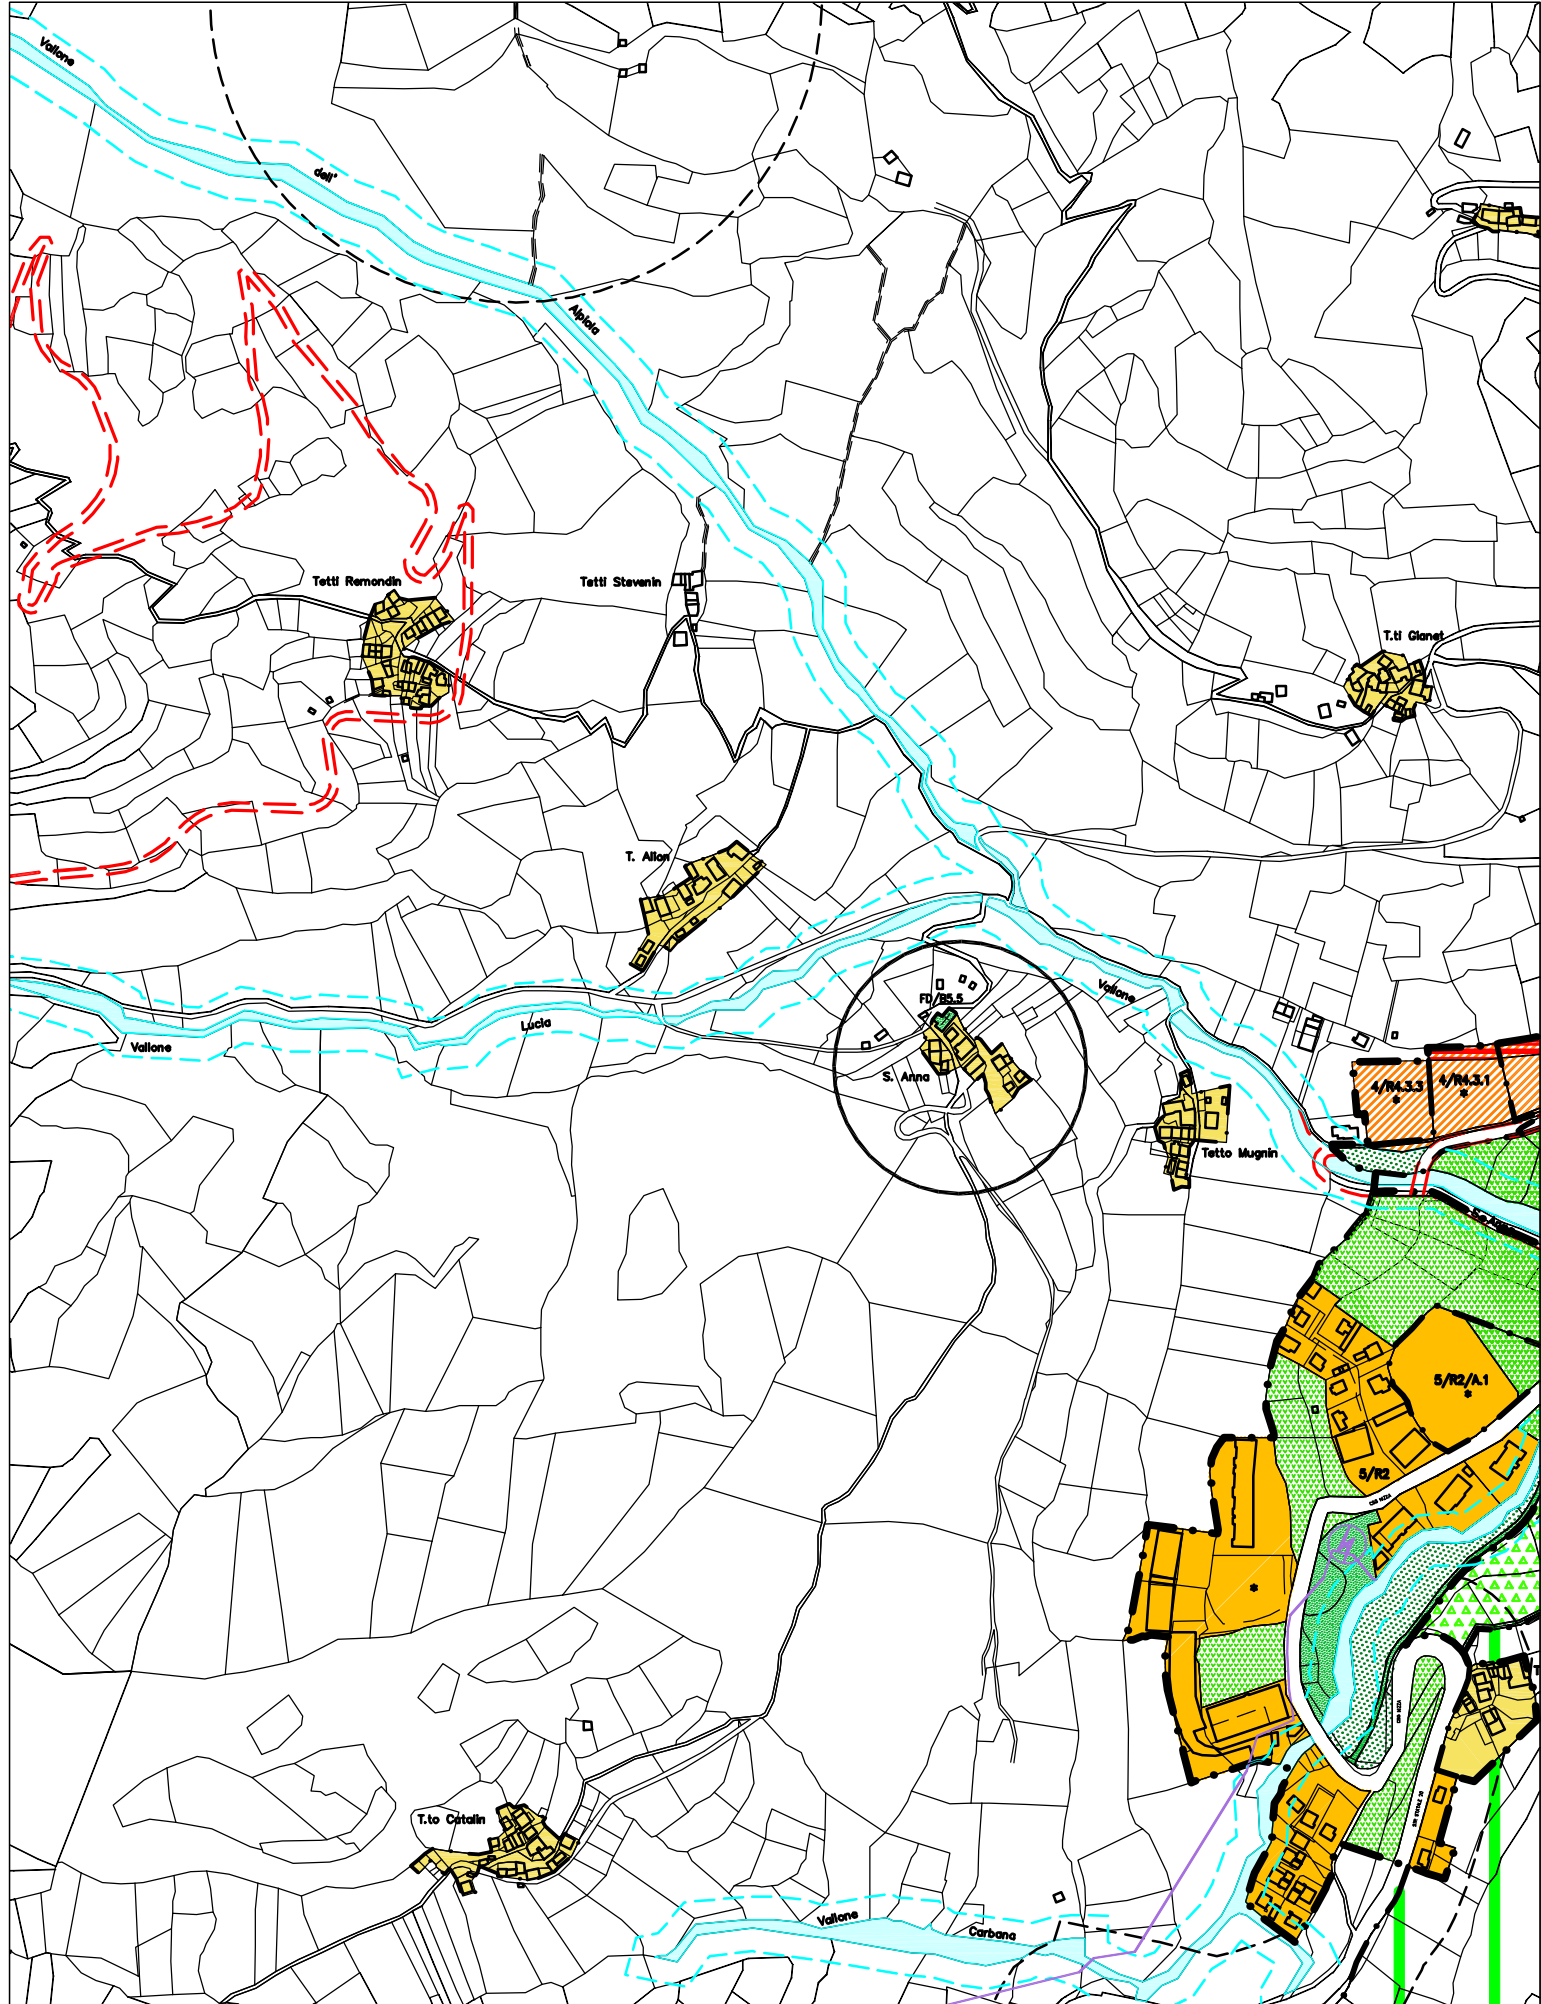 Vallone
dell'
Alpiola
Tetti Remondin
Tetti Stevenin
T.ti Gianet
T. Allon
FD/B5.5
Vallone
Lucia
Vallone
S. Anna
4/R4.3.3
*
4/R4.3.1
*
Tetto Mugnin
5/R2/A.1
*
5/R2
*
T.to Catalin
Vallone
Carbana